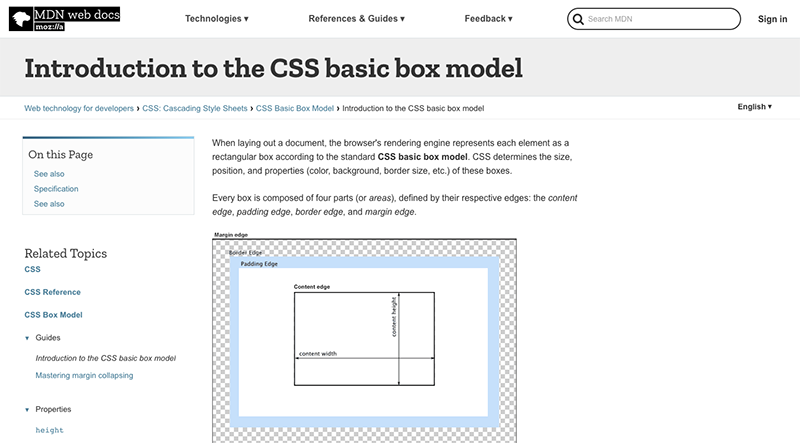 MDN web docs
moz://a
Technologies ▾
References & Guides ▾
Feedback ▾
Search MDN
Sign in
Introduction to the CSS basic box model
Web technology for developers › CSS: Cascading Style Sheets › CSS Basic Box Model › Introduction to the CSS basic box model
English ▾
On this Page
See also
Specification
See also
Related Topics
CSS
CSS Reference
CSS Box Model
▾ Guides
Introduction to the CSS basic box model
Mastering margin collapsing
▾ Properties
height
When laying out a document, the browser's rendering engine represents each element as a
rectangular box according to the standard CSS basic box model. CSS determines the size,
position, and properties (color, background, border size, etc.) of these boxes.
Every box is composed of four parts (or areas), defined by their respective edges: the content
edge, padding edge, border edge, and margin edge.
Margin edge
Border Edge
Padding Edge
Content edge
content height
content width